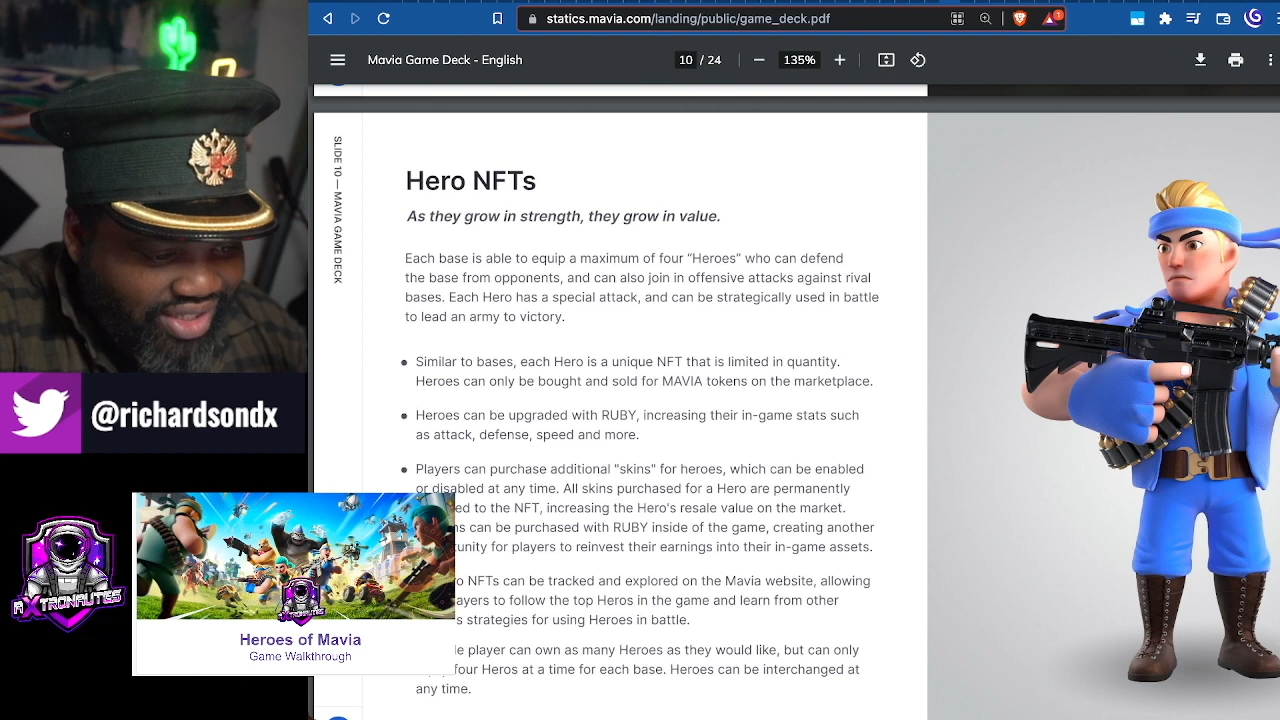 statics.mavia.com/landing/public/game_deck.pdf
1
Mavia Game Deck - English
10 / 24
135%
SLIDE 10 — MAVIA GAME DECK
Hero NFTs
As they grow in strength, they grow in value.
Each base is able to equip a maximum of four “Heroes” who can defend
the base from opponents, and can also join in offensive attacks against rival
bases. Each Hero has a special attack, and can be strategically used in battle
to lead an army to victory.
Similar to bases, each Hero is a unique NFT that is limited in quantity.
Heroes can only be bought and sold for MAVIA tokens on the marketplace.
Heroes can be upgraded with RUBY, increasing their in-game stats such
as attack, defense, speed and more.
Players can purchase additional "skins" for heroes, which can be enabled
or disabled at any time. All skins purchased for a Hero are permanently
to the NFT, increasing the Hero's resale value on the market.
can be purchased with RUBY inside of the game, creating another
for players to reinvest their earnings into their in-game assets.
NFTs can be tracked and explored on the Mavia website, allowing
to follow the top Heros in the game and learn from other
strategies for using Heroes in battle.
player can own as many Heroes as they would like, but can only
four Heros at a time for each base. Heroes can be interchanged at
any time.
@richardsondx
AXTRONAUTES
AXTRONAUTES
Heroes of Mavia
Game Walkthrough